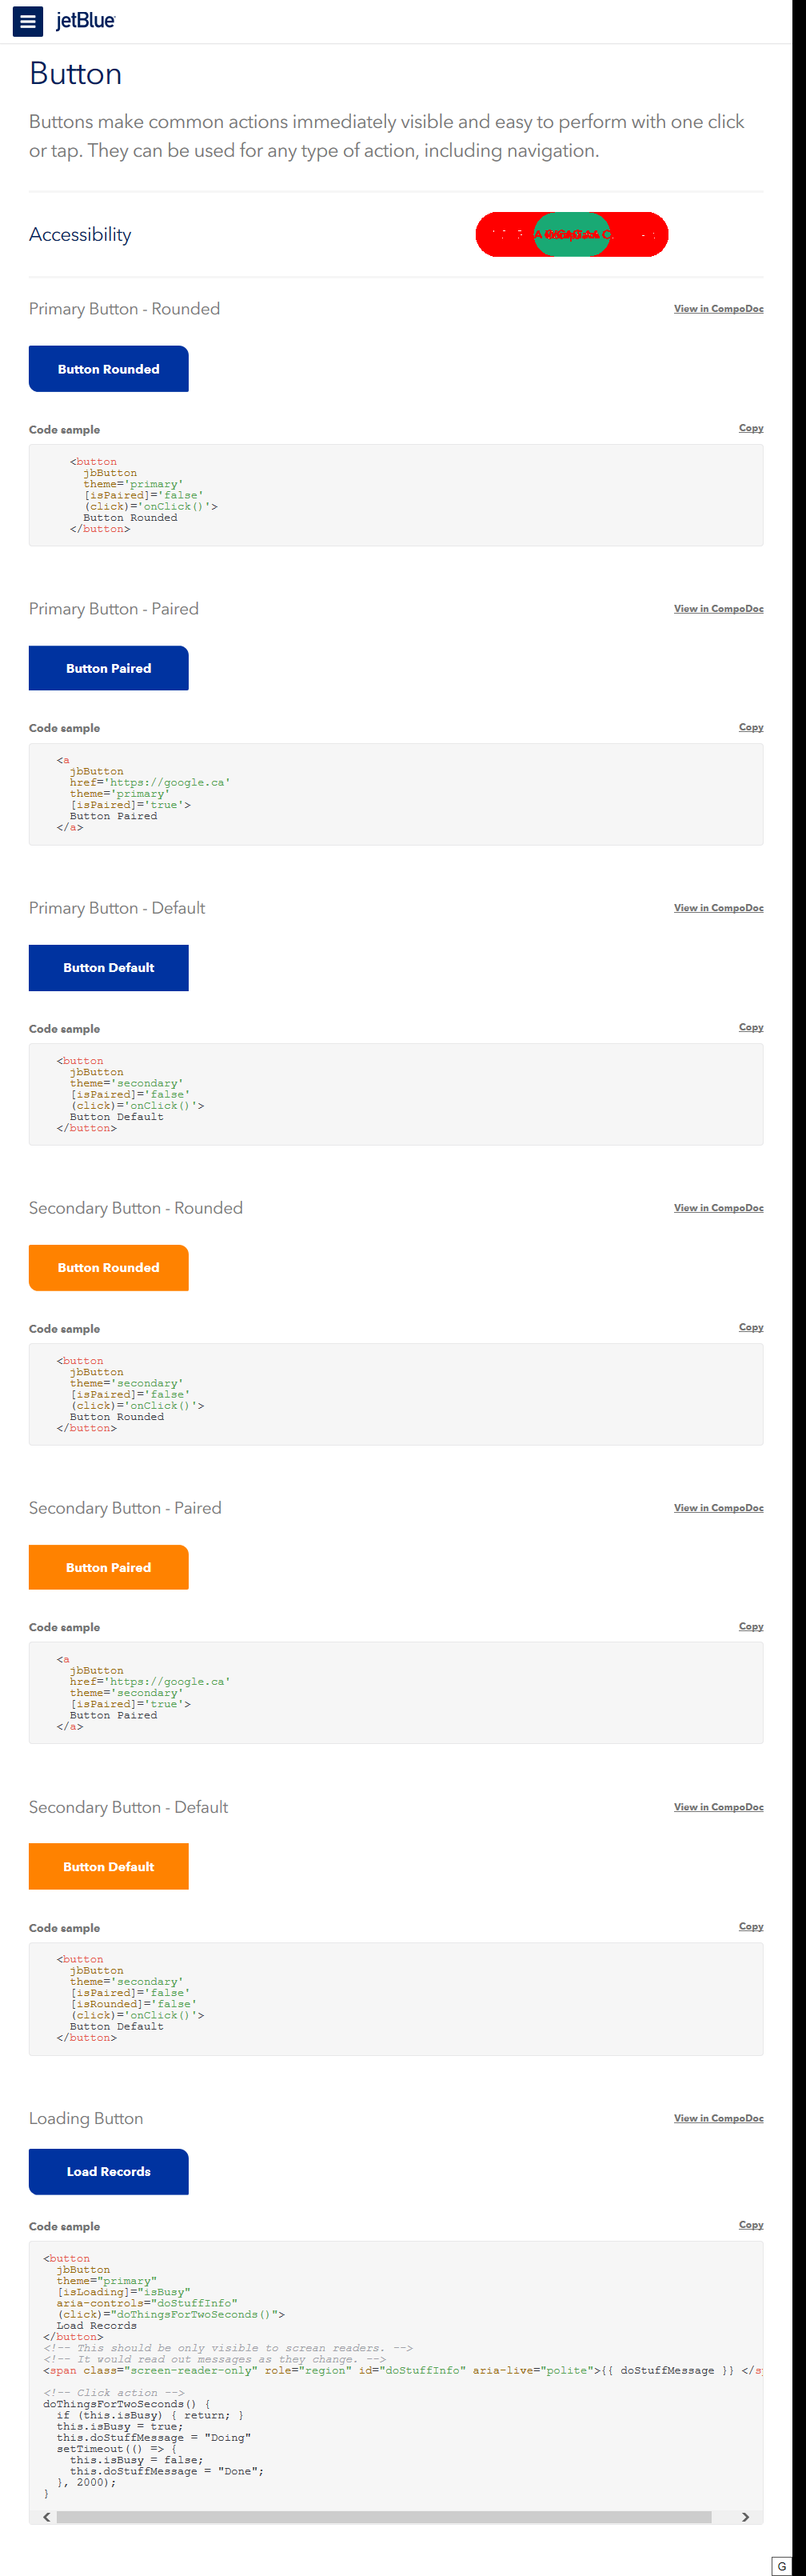 jetBlue
Button
Buttons make common actions immediately visible and easy to perform with one click
or tap. They can be used for any type of action, including navigation.
Accessibility
Primary Button - Rounded
View in CompoDoc
Button Rounded
Code sample
Copy
<button
jbButton
theme='primary'
[isPaired]='false'
(click)='onClick()'>
Button Rounded
</button>
Primary Button - Paired
View in CompoDoc
Button Paired
Code sample
Copy
<a
jbButton
href='https://google.ca'
theme='primary'
[isPaired]='true'>
Button Paired
</a>
Primary Button - Default
View in CompoDoc
Button Default
Code sample
Copy
<button
jbButton
theme='secondary'
[isPaired]='false'
(click)='onClick()'>
Button Default
</button>
Secondary Button - Rounded
View in CompoDoc
Button Rounded
Code sample
Copy
<button
jbButton
theme='secondary'
[isPaired]='false'
(click)='onClick()'>
Button Rounded
</button>
Secondary Button - Paired
View in CompoDoc
Button Paired
Code sample
Copy
<a
jbButton
href='https://google.ca'
theme='secondary'
[isPaired]='true'>
Button Paired
</a>
Secondary Button - Default
View in CompoDoc
Button Default
Code sample
Copy
<button
jbButton
theme='secondary'
[isPaired]='false'
[isRounded]='false'
(click)='onClick()'>
Button Default
</button>
Loading Button
View in CompoDoc
Load Records
Code sample
Copy
<button
jbButton
theme="primary"
[isLoading]="isBusy"
aria-controls="doStuffInfo"
(click)="doThingsForTwoSeconds()">
Load Records
</button>
<!-- This should be only visible to screan readers. -->
<!-- It would read out messages as they change. -->
<span class="screen-reader-only" role="region" id="doStuffInfo" aria-live="polite">{{ doStuffMessage }} </s
<!-- Click action -->
doThingsForTwoSeconds() {
if (this.isBusy) { return; }
this.isBusy = true;
this.doStuffMessage = "Doing"
setTimeout(() => {
this.isBusy = false;
this.doStuffMessage = "Done";
}, 2000);
}
G